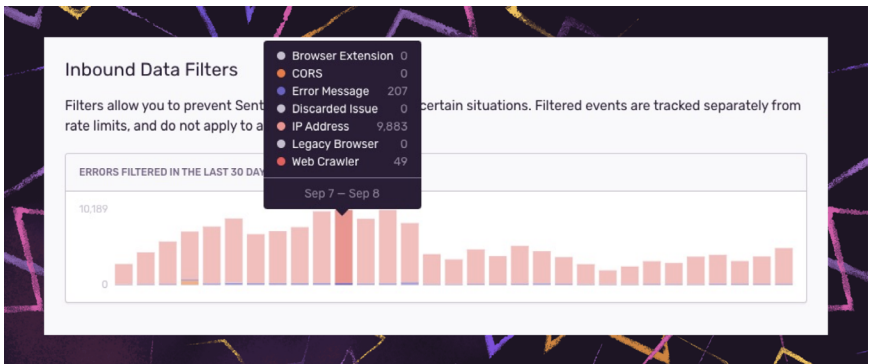 Inbound Data Filters
Filters allow you to prevent Sent certain situations. Filtered events are tracked separately from
rate limits, and do not apply to a
Browser Extension 0
CORS 0
Error Message 207
Discarded Issue 0
IP Address 9,883
Legacy Browser 0
Web Crawler 49
Sep 7 — Sep 8
ERRORS FILTERED IN THE LAST 30 DAY
10,189
0